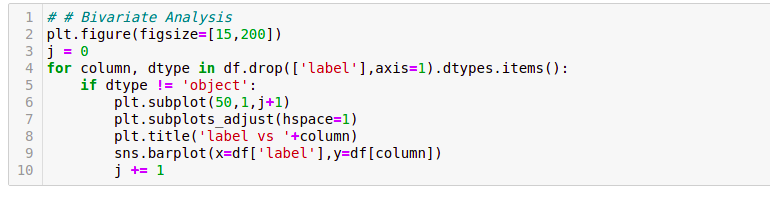 1 # # Bivariate Analysis
2 plt.figure(figsize=[15,200])
3 j = 0
4 for column, dtype in df.drop(['label'],axis=1).dtypes.items():
5     if dtype != 'object':
6         plt.subplot(50,1,j+1)
7         plt.subplots_adjust(hspace=1)
8         plt.title('label vs '+column)
9         sns.barplot(x=df['label'],y=df[column])
10         j += 1